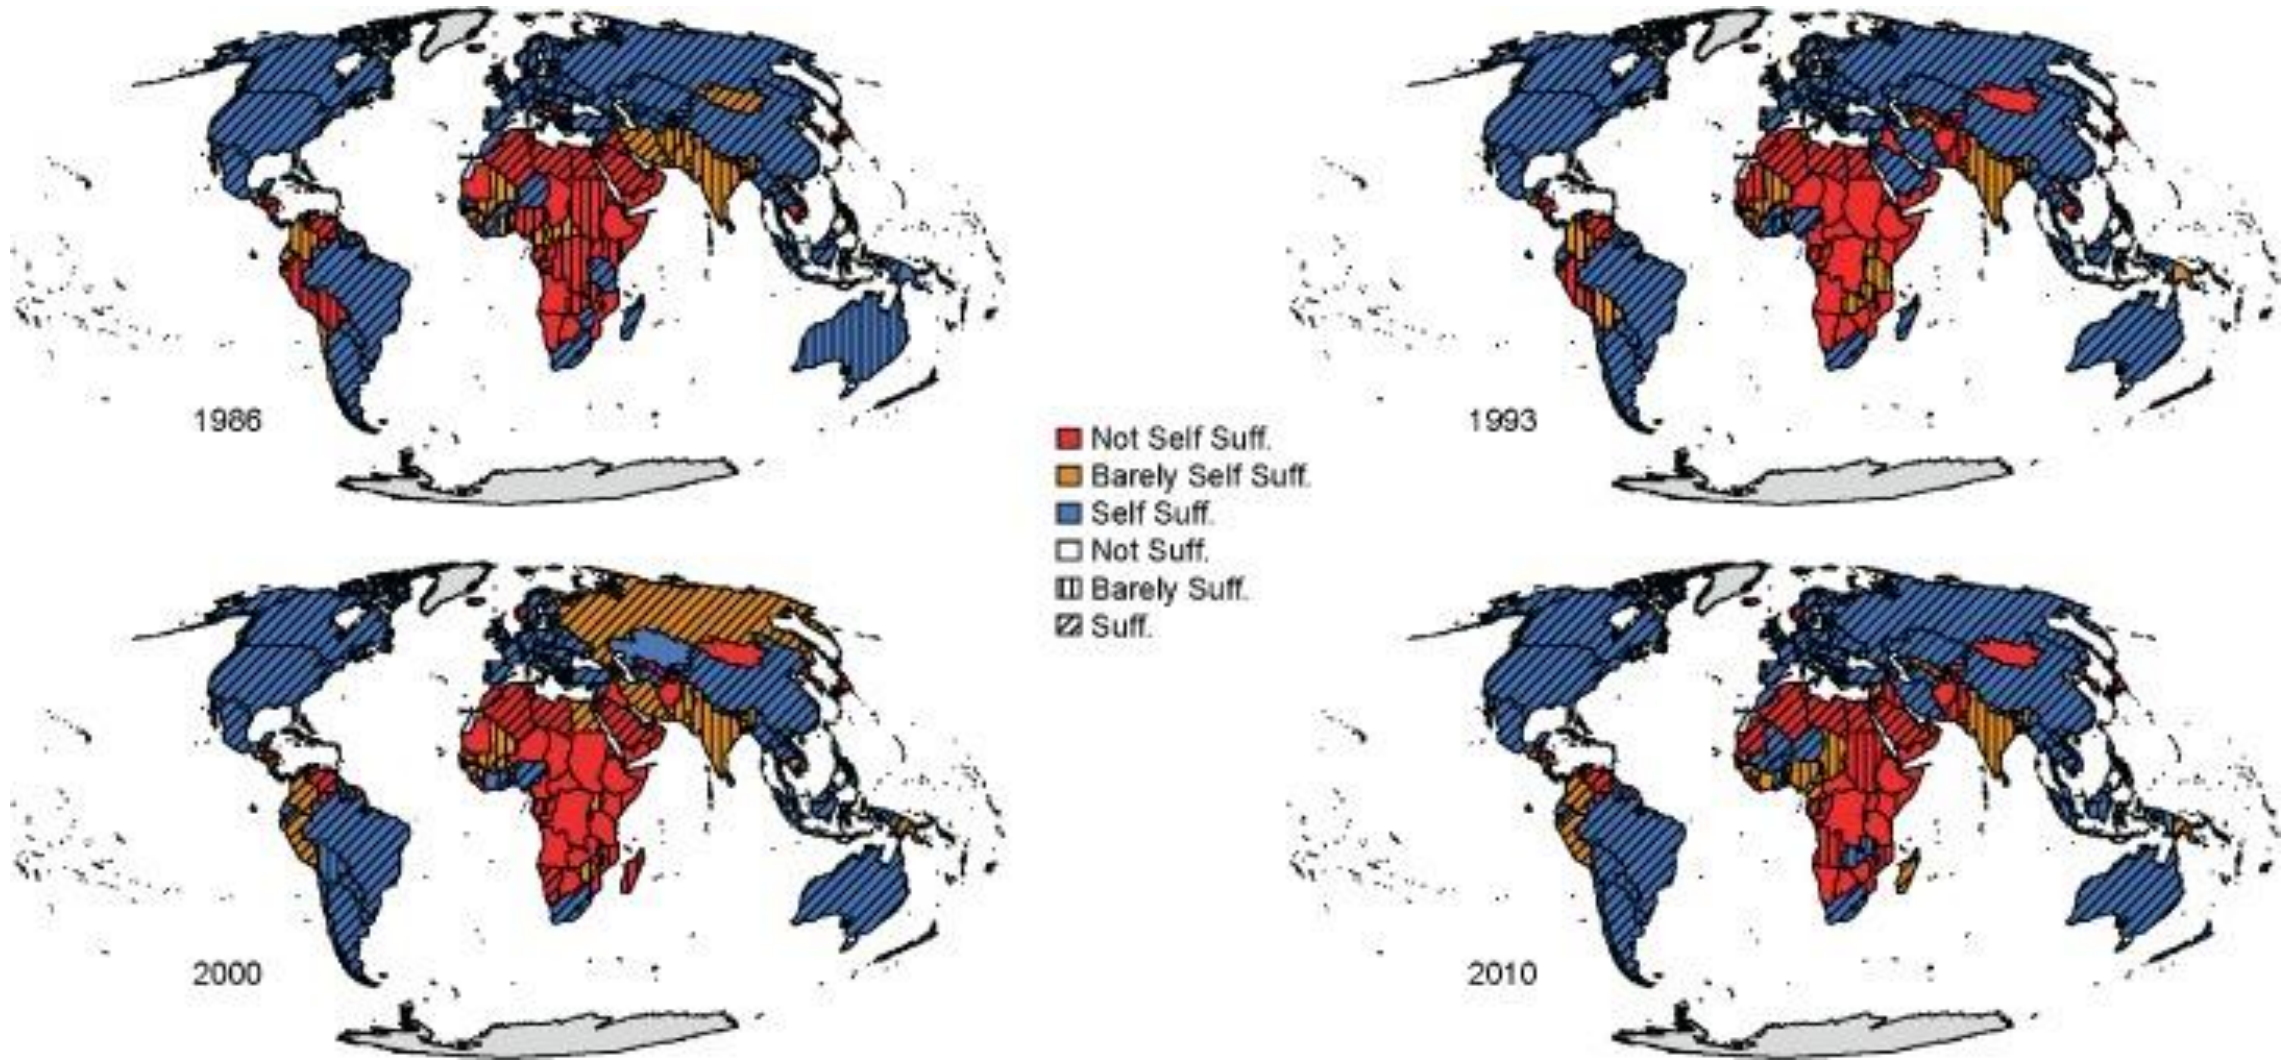 1986
1993
Not Self Suff.
Barely Self Suff.
Self Suff.
Not Suff.
Barely Suff.
Suff.
2000
2010